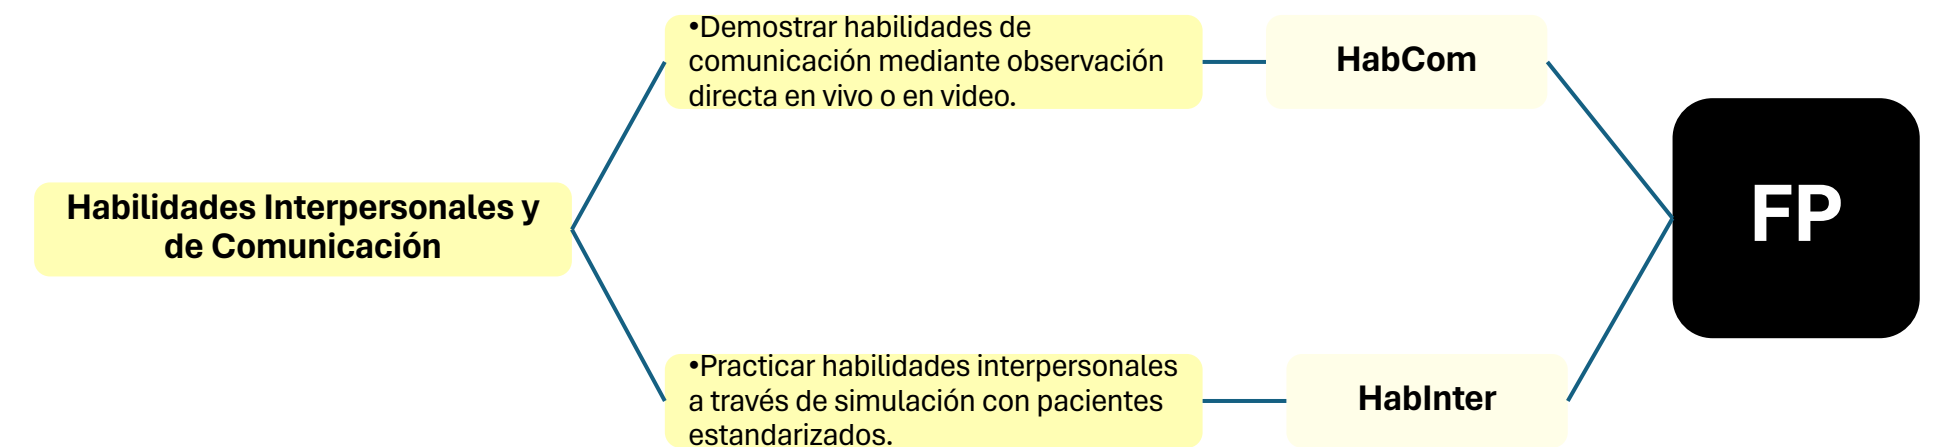 Habilidades Interpersonales y
de Comunicación
•Demostrar habilidades de
comunicación mediante observación
directa en vivo o en video.
HabCom
•Practicar habilidades interpersonales
a través de simulación con pacientes
estandarizados.
HabInter
FP